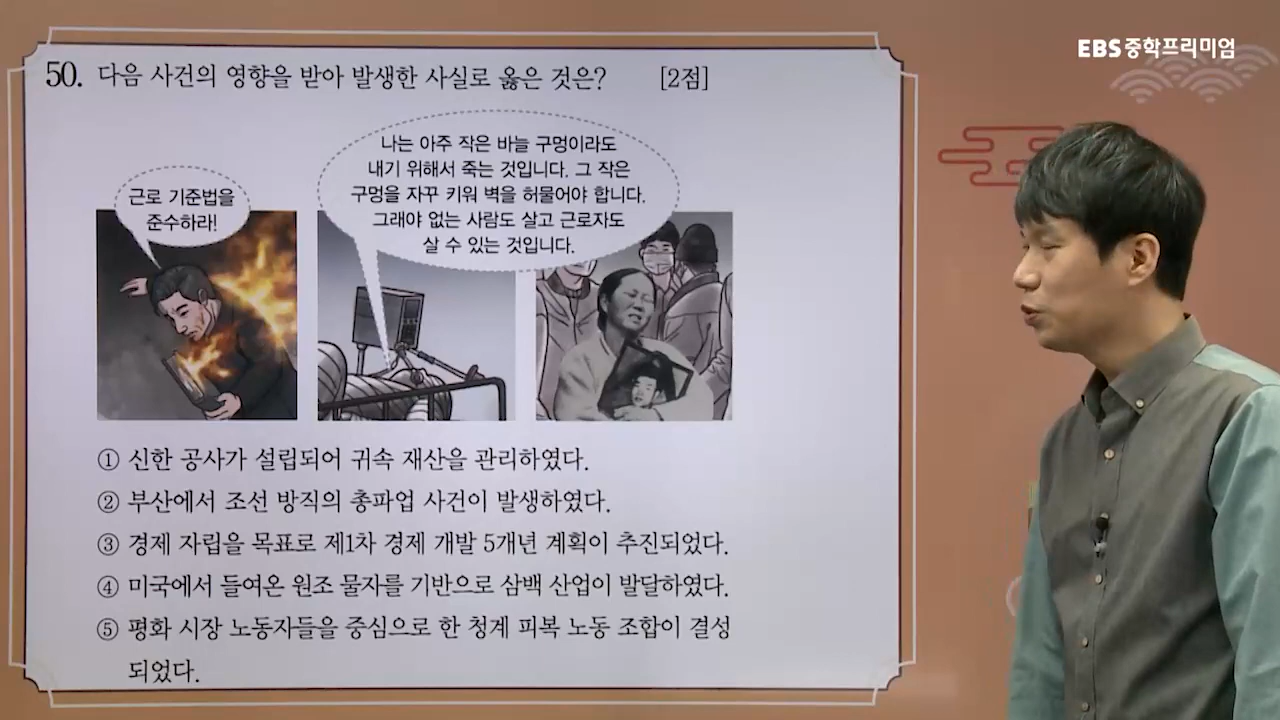 EBS 중학프리미엄
50. 다음 사건의 영향을 받아 발생한 사실로 옳은 것은? [2점]
근로 기준법을
준수하라!
나는 아주 작은 바늘 구멍이라도
내기 위해서 죽는 것입니다. 그 작은
구멍을 자꾸 키워 벽을 허물어야 합니다.
그래야 없는 사람도 살고 근로자도
살 수 있는 것입니다.
① 신한 공사가 설립되어 귀속 재산을 관리하였다.
② 부산에서 조선 방직의 총파업 사건이 발생하였다.
③ 경제 자립을 목표로 제1차 경제 개발 5개년 계획이 추진되었다.
④ 미국에서 들여온 원조 물자를 기반으로 삼백 산업이 발달하였다.
⑤ 평화 시장 노동자들을 중심으로 한 청계 피복 노동 조합이 결성
되었다.